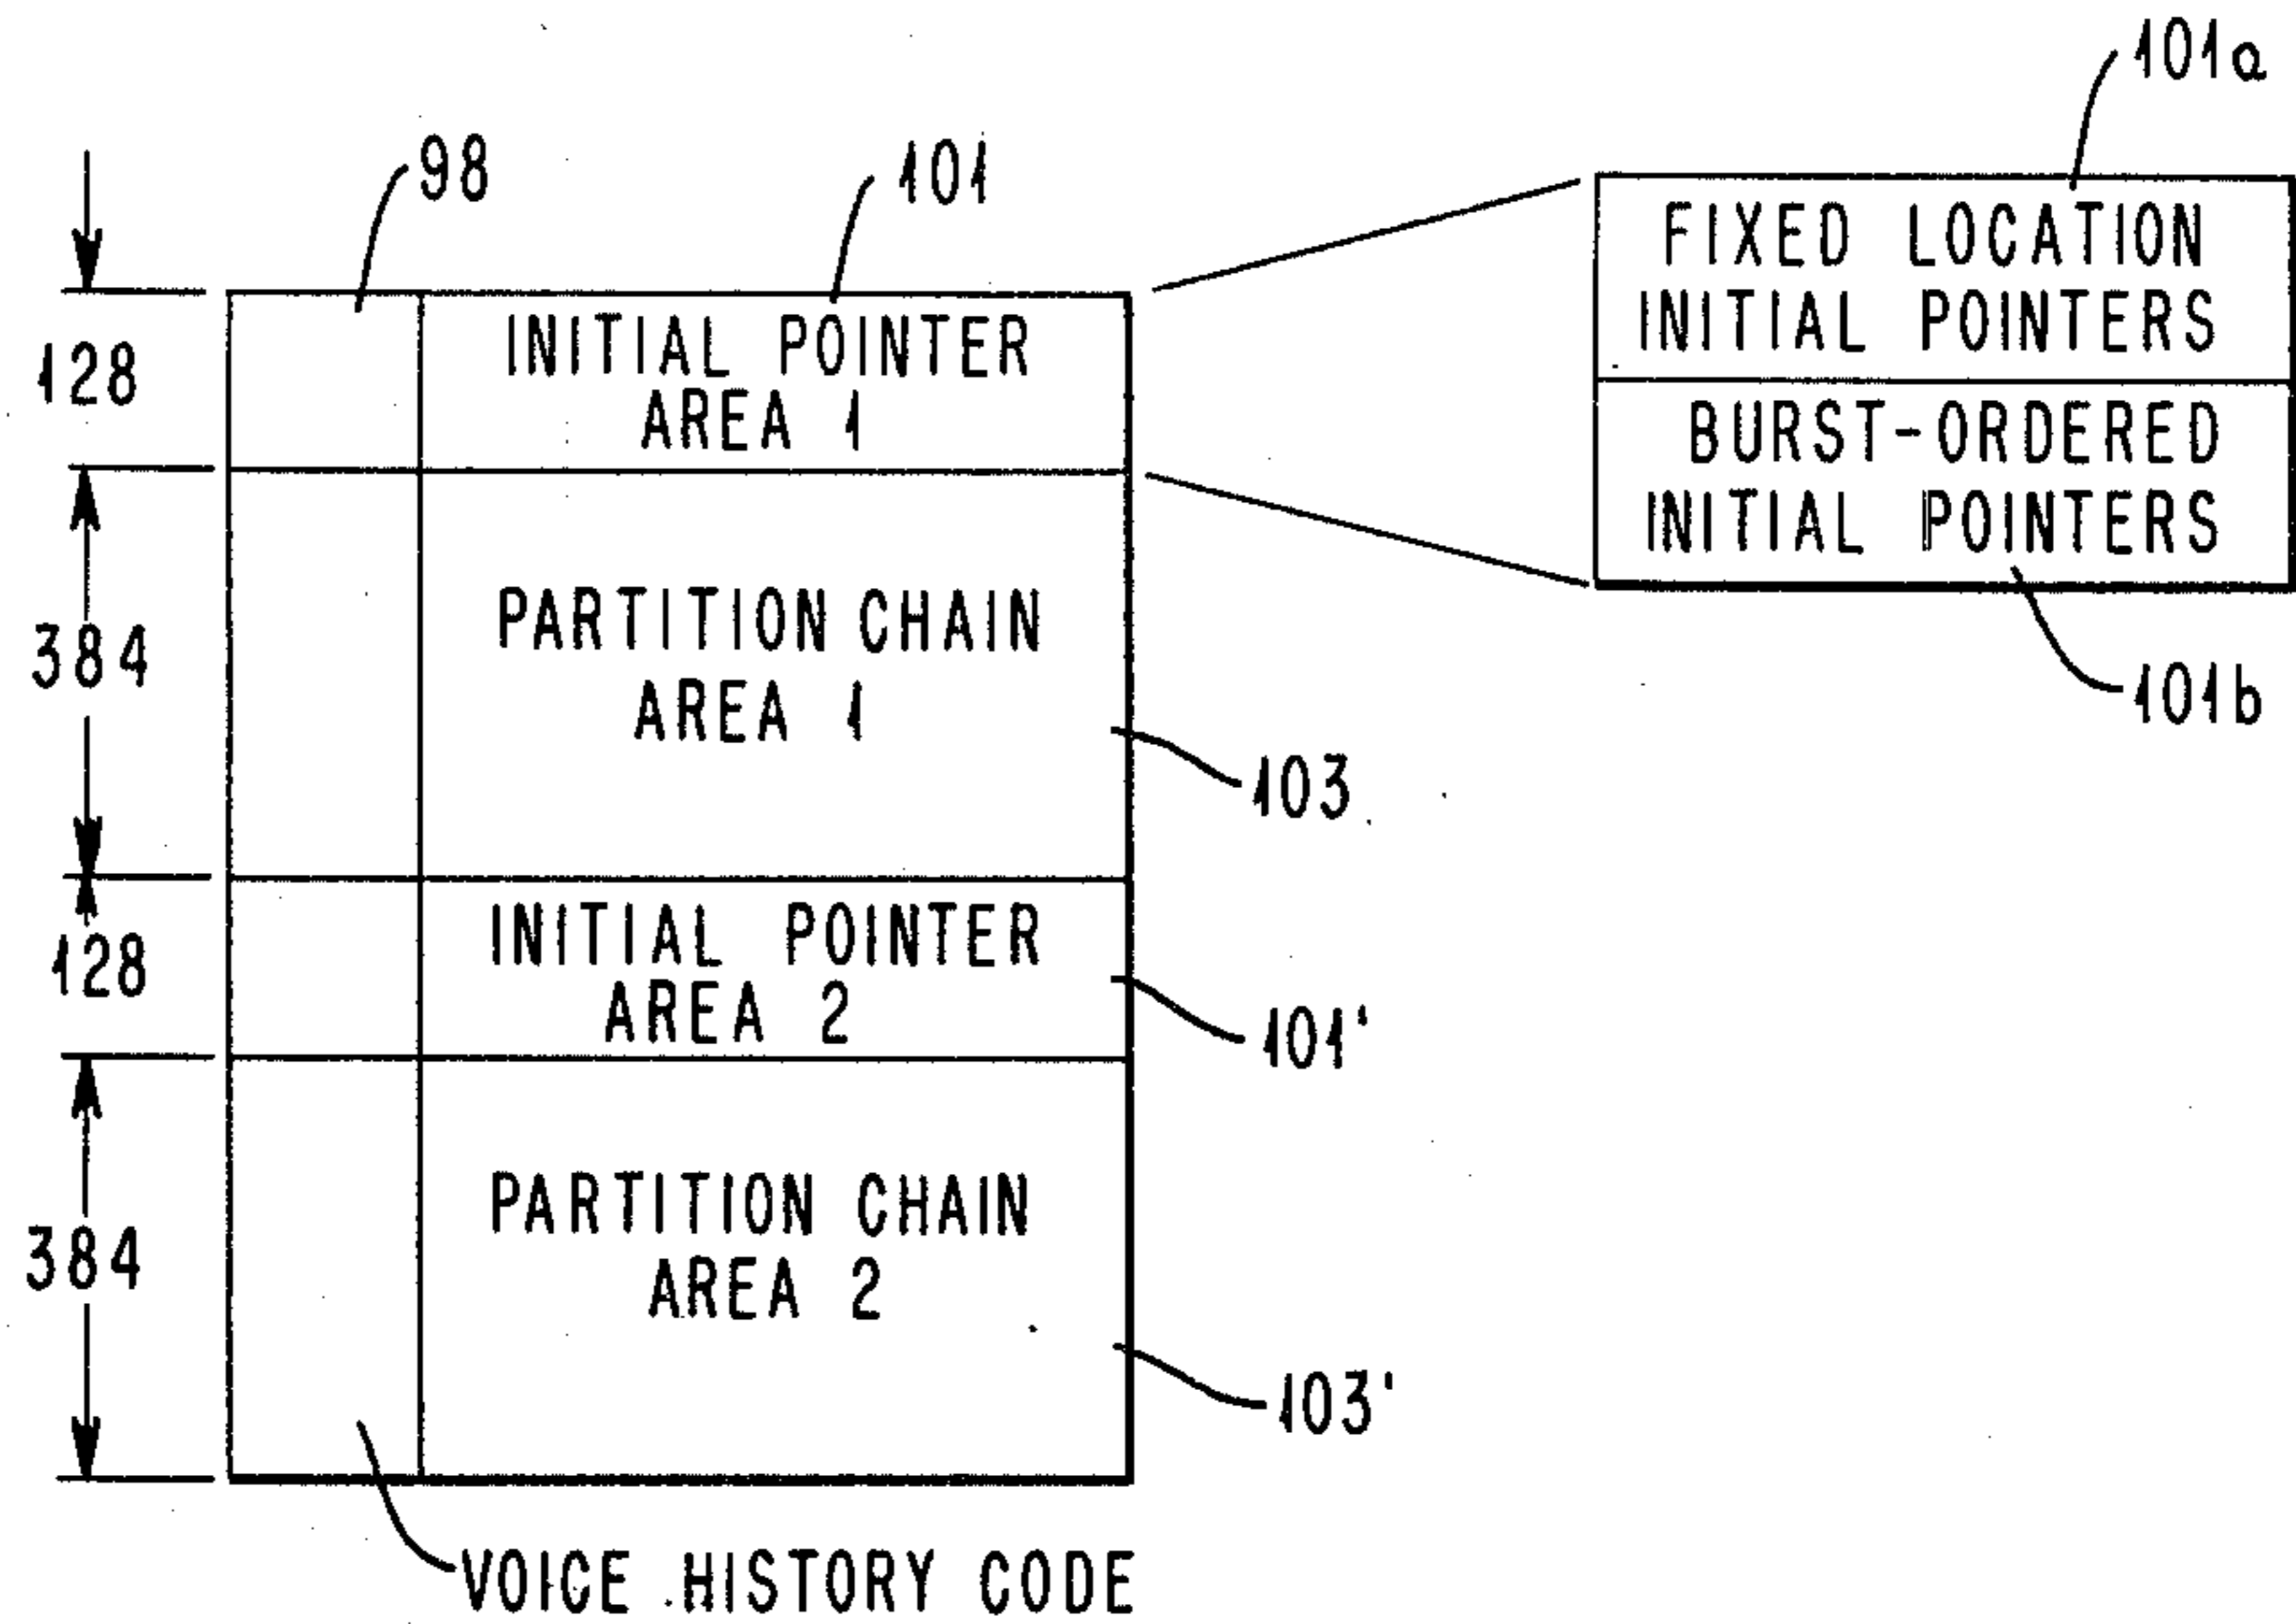 101a
98
101
FIXED LOCATION
INITIAL POINTERS
128
INITIAL POINTER
AREA 1
BURST-ORDERED
INITIAL POINTERS
384
PARTITION CHAIN
AREA 1
101b
103
128
INITIAL POINTER
AREA 2
101'
384
PARTITION CHAIN
AREA 2
103'
VOICE HISTORY CODE